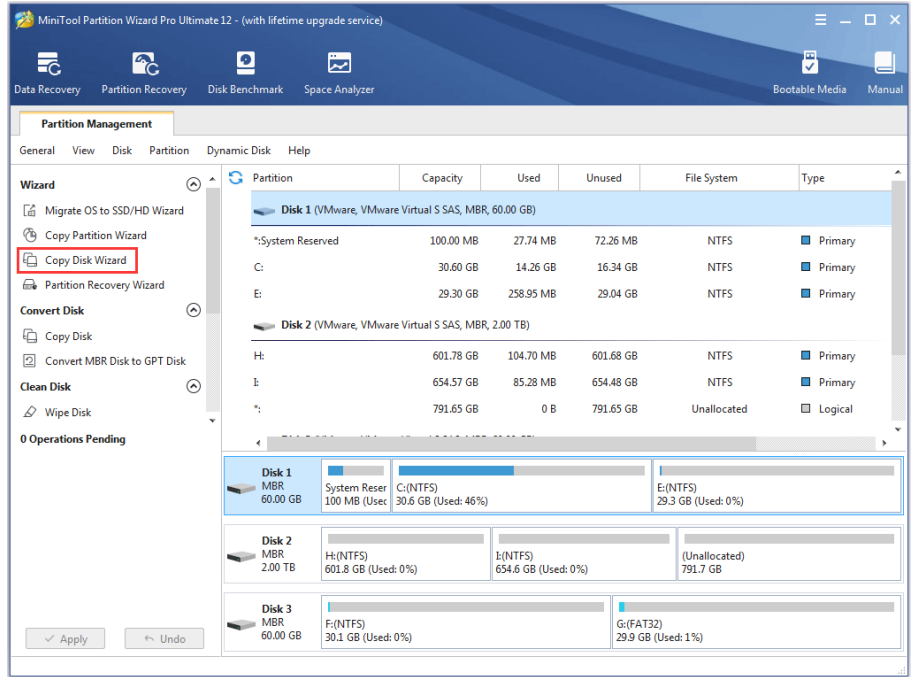 MiniTool Partition Wizard Pro Ultimate 12 - (with lifetime upgrade service)
Data Recovery Partition Recovery Disk Benchmark Space Analyzer Bootable Media Manual
Partition Management
General View Disk Partition Dynamic Disk Help
Wizard
Migrate OS to SSD/HD Wizard
Copy Partition Wizard
Copy Disk Wizard
Partition Recovery Wizard
Convert Disk
Copy Disk
Convert MBR Disk to GPT Disk
Clean Disk
Wipe Disk
0 Operations Pending
Apply Undo
Partition Capacity Used Unused File System Type
Disk 1 (VMware, VMware Virtual S SAS, MBR, 60.00 GB)
*:System Reserved 100.00 MB 27.74 MB 72.26 MB NTFS Primary
C: 30.60 GB 14.26 GB 16.34 GB NTFS Primary
E: 29.30 GB 258.95 MB 29.04 GB NTFS Primary
Disk 2 (VMware, VMware Virtual S SAS, MBR, 2.00 TB)
H: 601.78 GB 104.70 MB 601.68 GB NTFS Primary
I: 654.57 GB 85.28 MB 654.48 GB NTFS Primary
*: 791.65 GB 0 B 791.65 GB Unallocated Logical
Disk 1
MBR
60.00 GB
System Reser
100 MB (Usec
C:(NTFS)
30.6 GB (Used: 46%)
E:(NTFS)
29.3 GB (Used: 0%)
Disk 2
MBR
2.00 TB
H:(NTFS)
601.8 GB (Used: 0%)
I:(NTFS)
654.6 GB (Used: 0%)
(Unallocated)
791.7 GB
Disk 3
MBR
60.00 GB
F:(NTFS)
30.1 GB (Used: 0%)
G:(FAT32)
29.9 GB (Used: 1%)